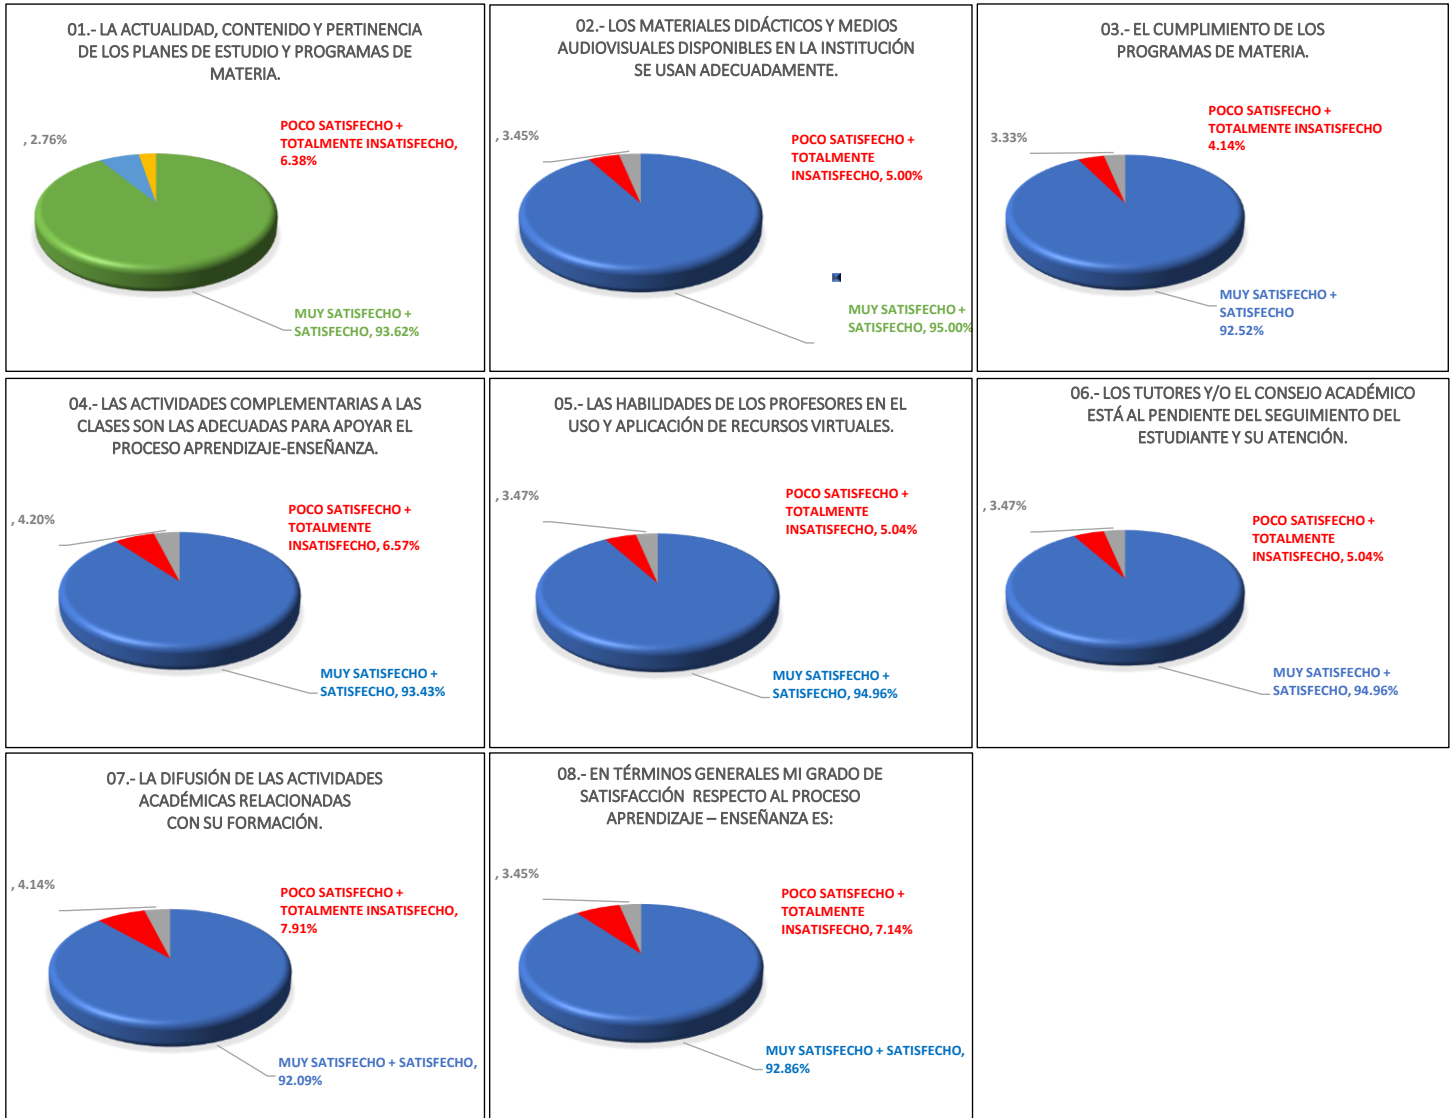 01.- LA ACTUALIDAD, CONTENIDO Y PERTINENCIA
DE LOS PLANES DE ESTUDIO Y PROGRAMAS DE
MATERIA.
, 2.76%
POCO SATISFECHO +
TOTALMENTE INSATISFECHO,
6.38%
MUY SATISFECHO +
SATISFECHO, 93.62%
02.- LOS MATERIALES DIDÁCTICOS Y MEDIOS
AUDIOVISUALES DISPONIBLES EN LA INSTITUCIÓN
SE USAN ADECUADAMENTE.
, 3.45%
POCO SATISFECHO +
TOTALMENTE
INSATISFECHO, 5.00%
MUY SATISFECHO +
SATISFECHO, 95.00%
03.- EL CUMPLIMIENTO DE LOS
PROGRAMAS DE MATERIA.
3.33%
POCO SATISFECHO +
TOTALMENTE INSATISFECHO
4.14%
MUY SATISFECHO +
SATISFECHO
92.52%
04.- LAS ACTIVIDADES COMPLEMENTARIAS A LAS
CLASES SON LAS ADECUADAS PARA APOYAR EL
PROCESO APRENDIZAJE-ENSEÑANZA.
, 4.20%
POCO SATISFECHO +
TOTALMENTE
INSATISFECHO, 6.57%
MUY SATISFECHO +
SATISFECHO, 93.43%
05.- LAS HABILIDADES DE LOS PROFESORES EN EL
USO Y APLICACIÓN DE RECURSOS VIRTUALES.
, 3.47%
POCO SATISFECHO +
TOTALMENTE
INSATISFECHO, 5.04%
MUY SATISFECHO +
SATISFECHO, 94.96%
06.- LOS TUTORES Y/O EL CONSEJO ACADÉMICO
ESTÁ AL PENDIENTE DEL SEGUIMIENTO DEL
ESTUDIANTE Y SU ATENCIÓN.
, 3.47%
POCO SATISFECHO +
TOTALMENTE
INSATISFECHO, 5.04%
MUY SATISFECHO +
SATISFECHO, 94.96%
07.- LA DIFUSIÓN DE LAS ACTIVIDADES
ACADÉMICAS RELACIONADAS
CON SU FORMACIÓN.
, 4.14%
POCO SATISFECHO +
TOTALMENTE INSATISFECHO,
7.91%
MUY SATISFECHO + SATISFECHO,
92.09%
08.- EN TÉRMINOS GENERALES MI GRADO DE
SATISFACCIÓN  RESPECTO AL PROCESO
APRENDIZAJE – ENSEÑANZA ES:
, 3.45%
POCO SATISFECHO +
TOTALMENTE
INSATISFECHO, 7.14%
MUY SATISFECHO + SATISFECHO,
92.86%